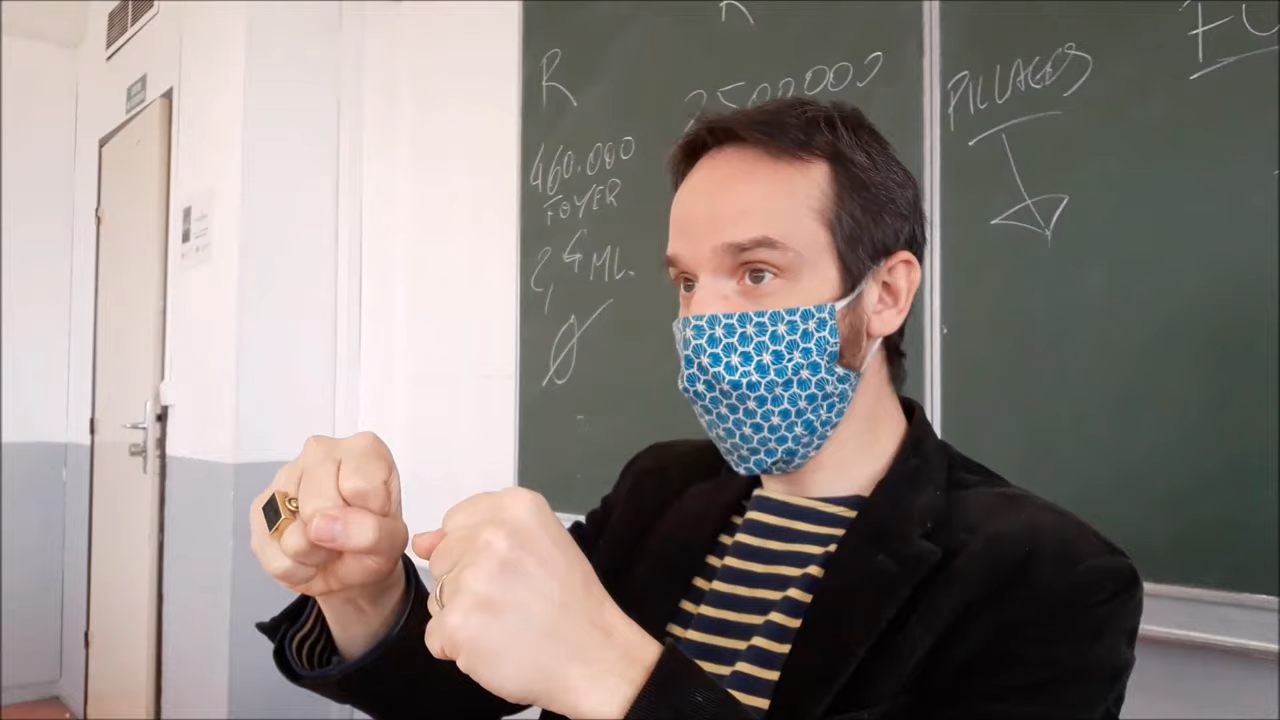 R
R
2500000
460.000
FOYER
2,4 ML.
Ø
PILLAGES